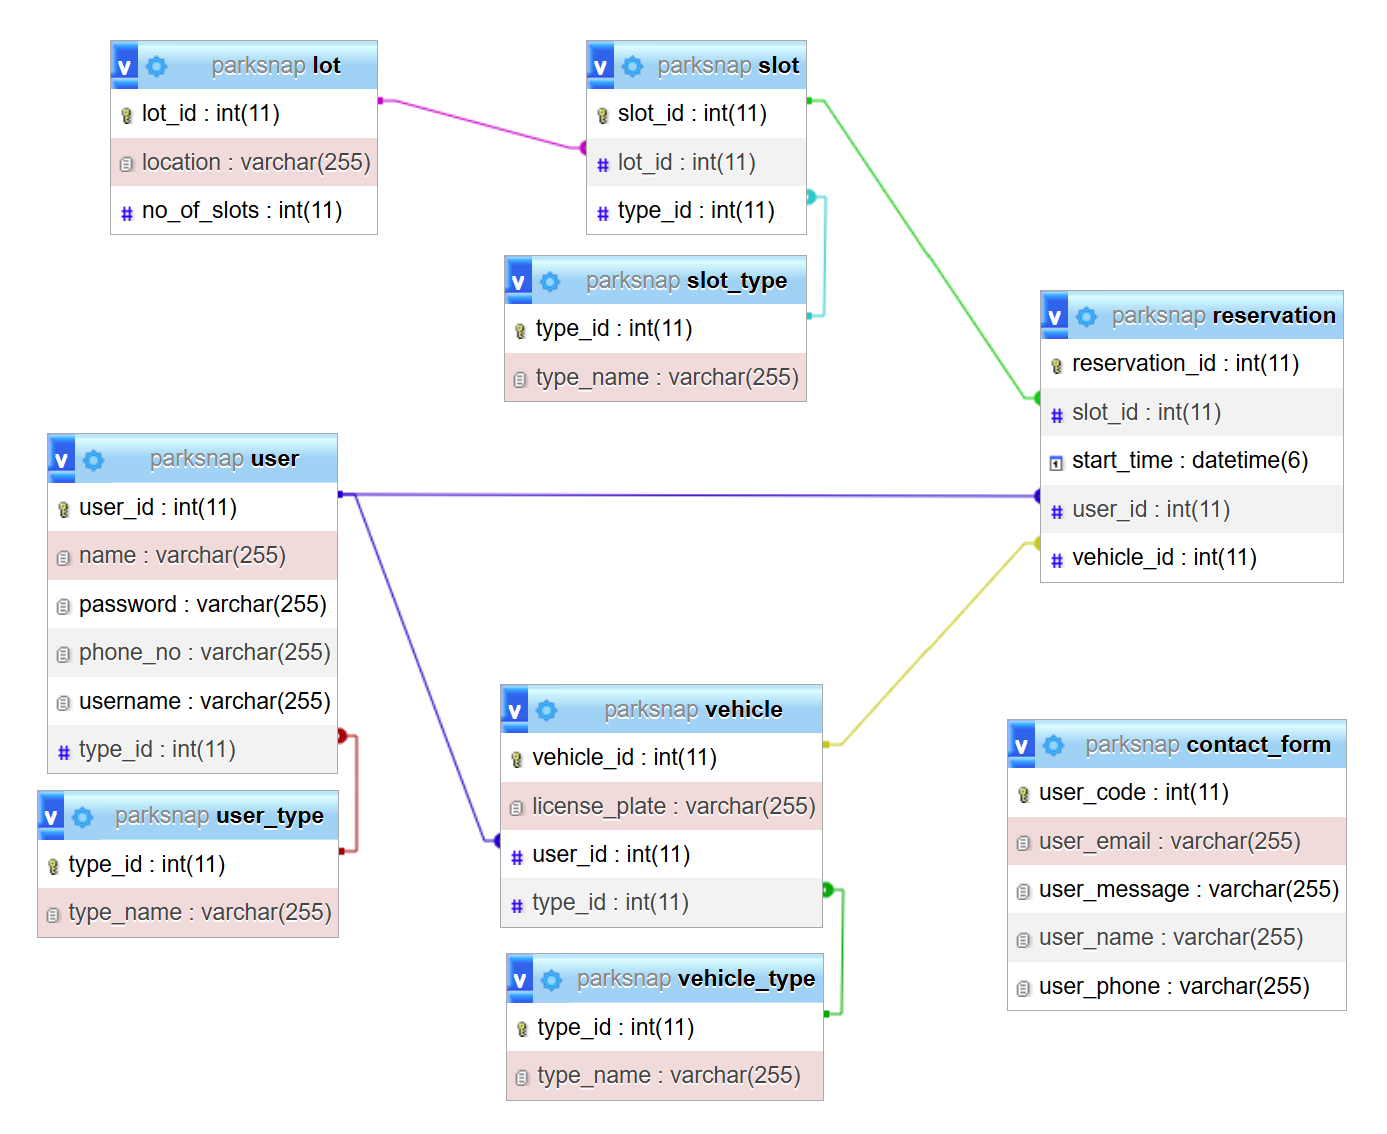 v parksnap lot
lot_id : int(11)
location : varchar(255)
# no_of_slots : int(11)
v parksnap slot
slot_id : int(11)
# lot_id : int(11)
# type_id : int(11)
v parksnap slot_type
type_id : int(11)
type_name : varchar(255)
v parksnap reservation
reservation_id : int(11)
# slot_id : int(11)
1 start_time : datetime(6)
# user_id : int(11)
# vehicle_id : int(11)
v parksnap user
user_id : int(11)
name : varchar(255)
password : varchar(255)
phone_no : varchar(255)
username : varchar(255)
# type_id : int(11)
v parksnap user_type
type_id : int(11)
type_name : varchar(255)
v parksnap vehicle
vehicle_id : int(11)
license_plate : varchar(255)
# user_id : int(11)
# type_id : int(11)
v parksnap vehicle_type
type_id : int(11)
type_name : varchar(255)
v parksnap contact_form
user_code : int(11)
user_email : varchar(255)
user_message : varchar(255)
user_name : varchar(255)
user_phone : varchar(255)